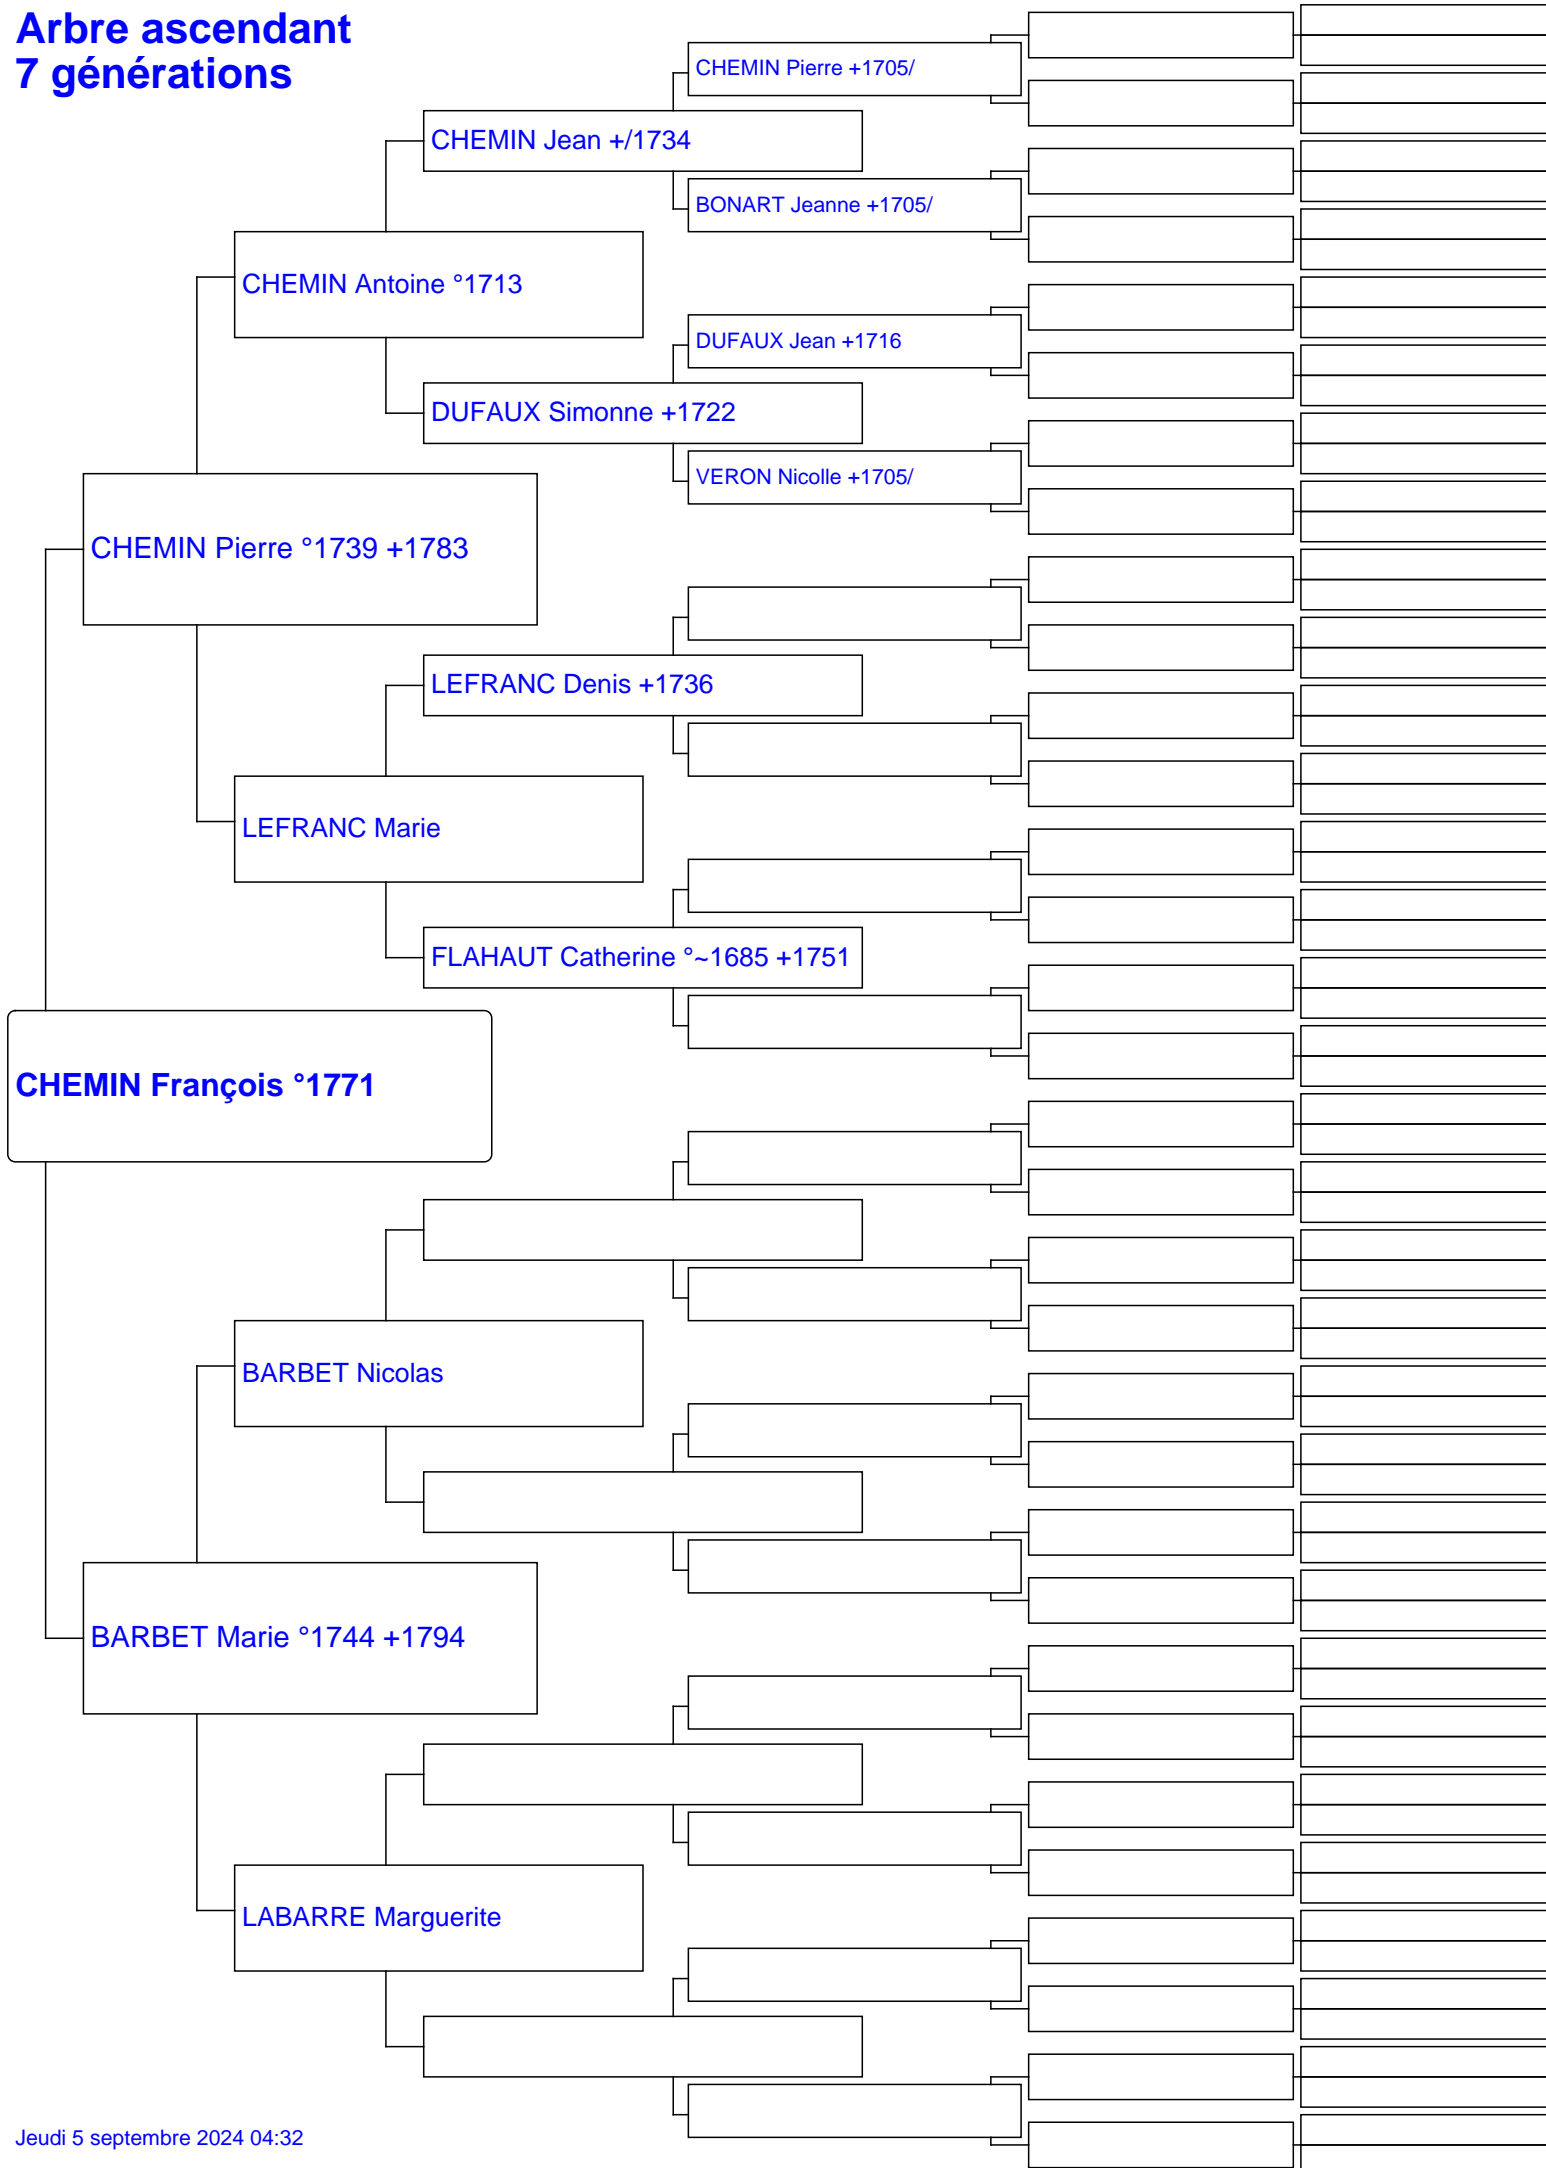 Arbre ascendant
7 générations
CHEMIN Pierre +1705/
CHEMIN Jean +/1734
BONART Jeanne +1705/
CHEMIN Antoine °1713
DUFAUX Jean +1716
DUFAUX Simonne +1722
VERON Nicolle +1705/
CHEMIN Pierre °1739 +1783
LEFRANC Denis +1736
LEFRANC Marie
FLAHAUT Catherine °~1685 +1751
CHEMIN François °1771
BARBET Nicolas
BARBET Marie °1744 +1794
LABARRE Marguerite
Jeudi 5 septembre 2024 04:32